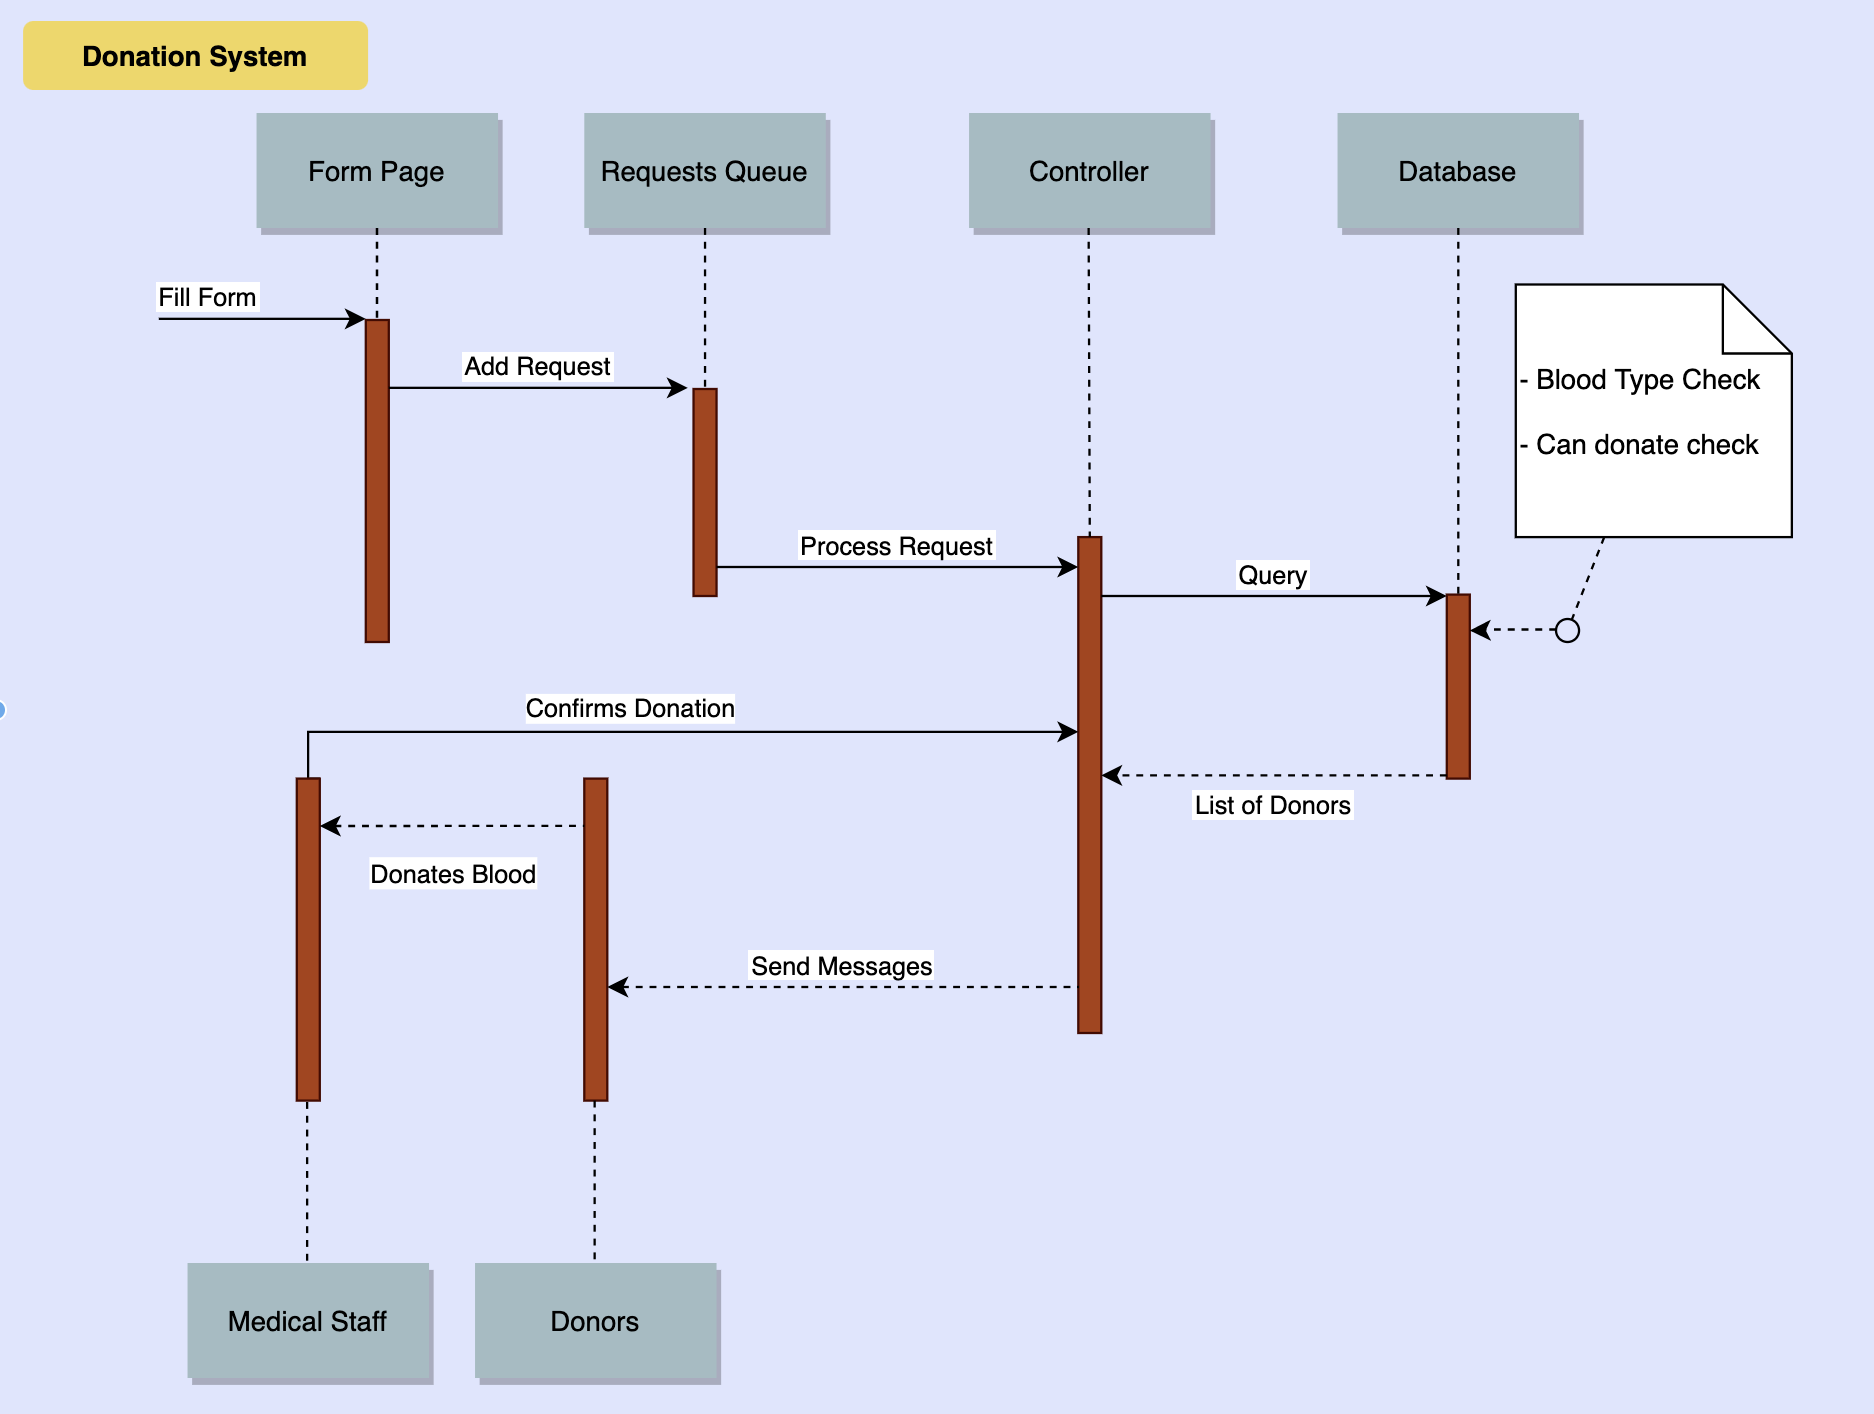 Donation System
Form Page
Requests Queue
Controller
Database
Fill Form
Add Request
- Blood Type Check
- Can donate check
Process Request
Query
Confirms Donation
List of Donors
Donates Blood
Send Messages
Medical Staff
Donors